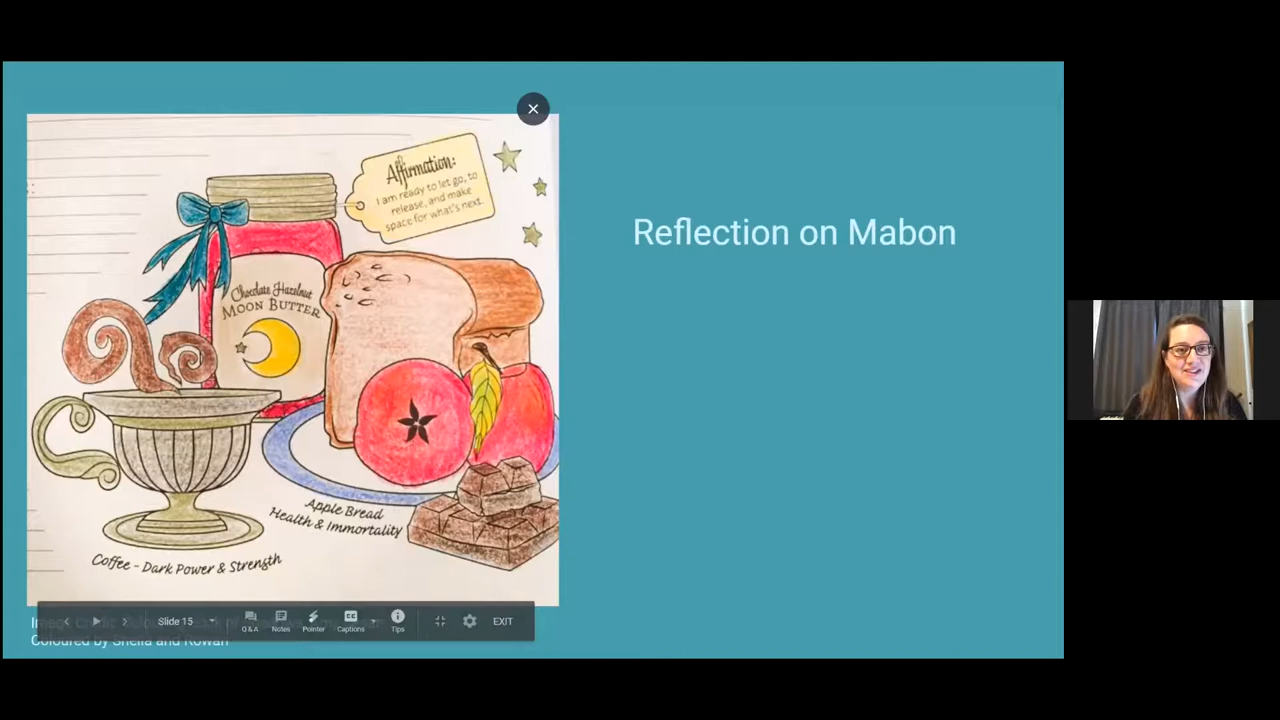 Affirmation:
I am ready to let go, to
release, and make
space for what's next.
Chocolate Hazelnut
MOON BUTTER
Apple Bread
Health & Immortality
Coffee - Dark Power & Strength
Reflection on Mabon
Slide 15
Q&A
Notes
Pointer
CC
Captions
Tips
EXIT
Coloured by Sheila and Rowan